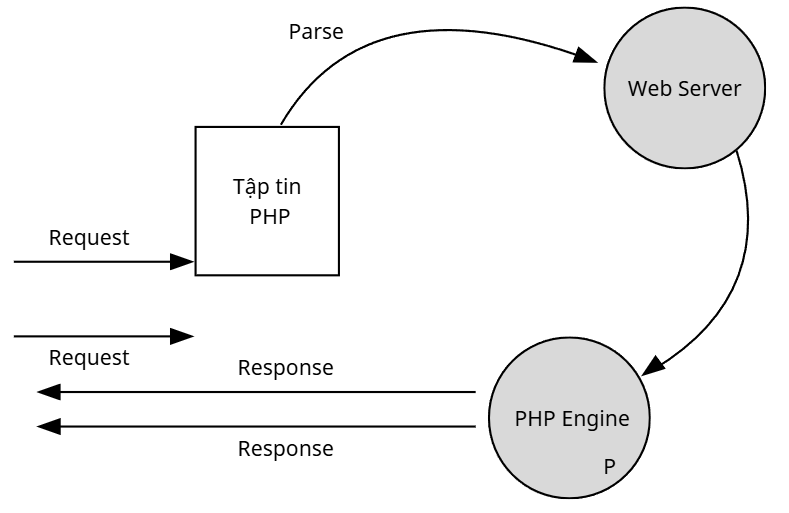 Parse
Web Server
Tập tin
PHP
Request
Request
Response
Response
PHP Engine
P